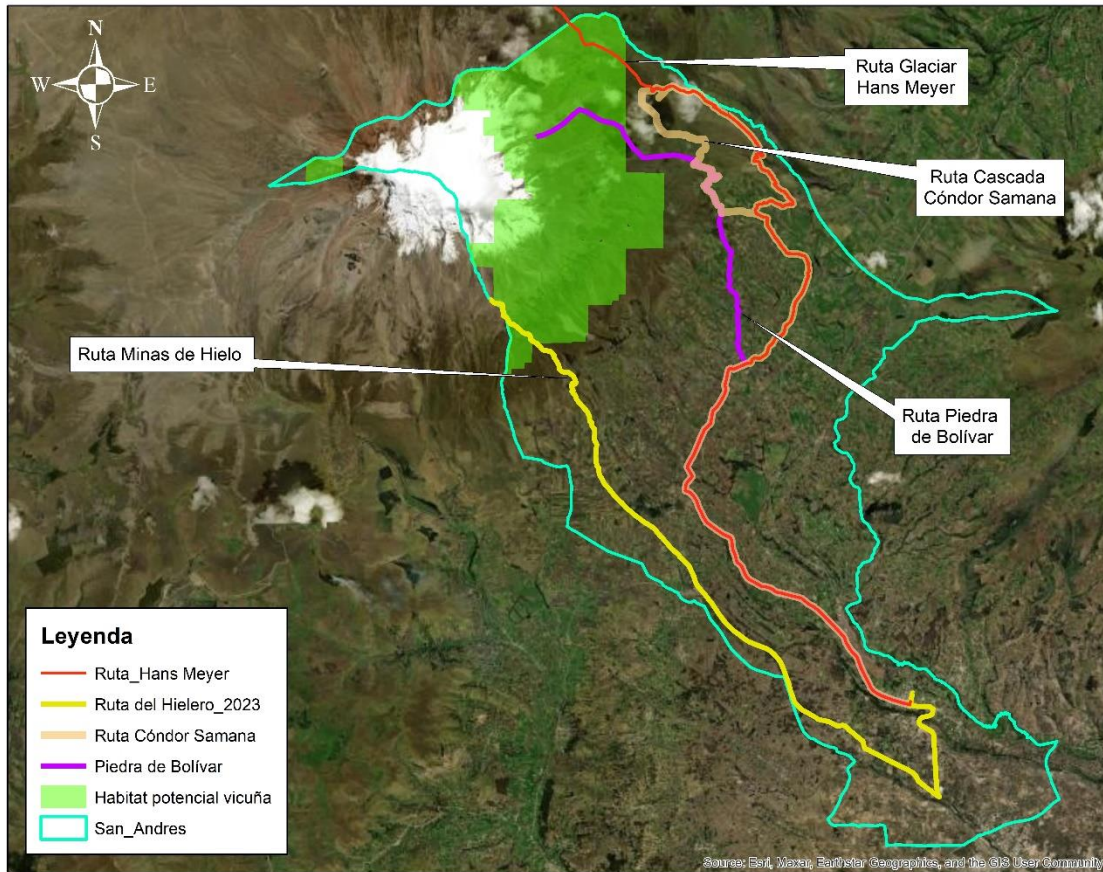 N
W E
S
Ruta Glaciar
Hans Meyer
Ruta Cascada
Cóndor Samana
Ruta Minas de Hielo
Ruta Piedra
de Bolívar
Leyenda
Ruta_Hans Meyer
Ruta del Hielero_2023
Ruta Cóndor Samana
Piedra de Bolívar
Habitat potencial vicuña
San_Andres
Source: Esri, Maxar, Earthstar Geographics, and the GIS User Community